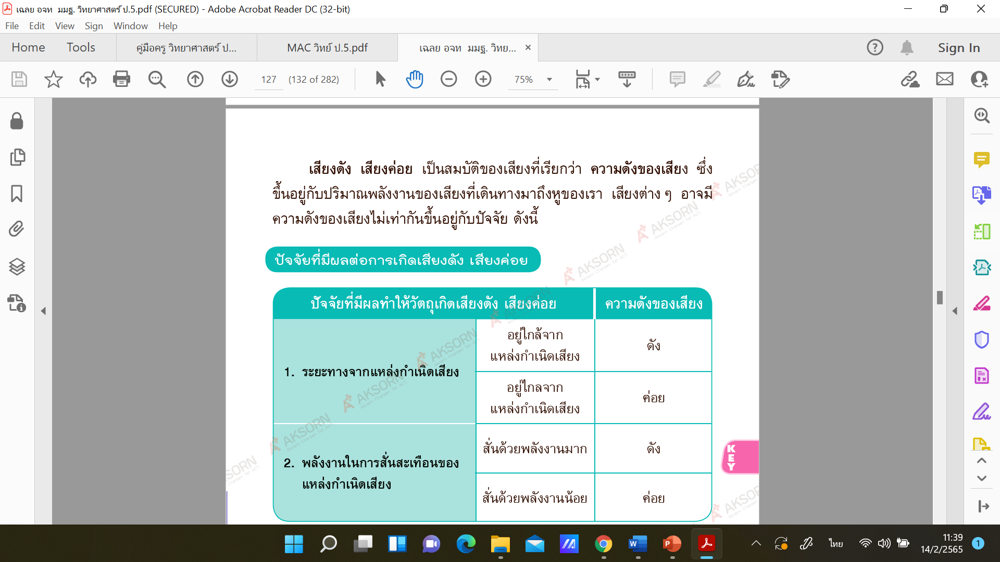 เฉลย อจท  มมฐ. วิทยาศาสตร์ ป.5.pdf (SECURED) - Adobe Acrobat Reader DC (32-bit)
File Edit View Sign Window Help
Home Tools คู่มือครู วิทยาศาสตร์ ป... MAC วิทย์ ป.5.pdf เฉลย อจท  มมฐ. วิทย... × Sign In
127 (132 of 282) 75%
เสียงดัง เสียงค่อย เป็นสมบัติของเสียงที่เรียกว่า ความดังของเสียง ซึ่ง
ขึ้นอยู่กับปริมาณพลังงานของเสียงที่เดินทางมาถึงหูของเรา เสียงต่าง ๆ อาจมี
ความดังของเสียงไม่เท่ากันขึ้นอยู่กับปัจจัย ดังนี้
ปัจจัยที่มีผลต่อการเกิดเสียงดัง เสียงค่อย
ปัจจัยที่มีผลทำให้วัตถุเกิดเสียงดัง เสียงค่อย ความดังของเสียง
1. ระยะทางจากแหล่งกำเนิดเสียง
อยู่ใกล้จาก
แหล่งกำเนิดเสียง
ดัง
อยู่ไกลจาก
แหล่งกำเนิดเสียง
ค่อย
2. พลังงานในการสั่นสะเทือนของ
แหล่งกำเนิดเสียง
สั่นด้วยพลังงานมาก
ดัง
สั่นด้วยพลังงานน้อย
ค่อย
KEY
AKSORN
Aksorn Charoen Tat ACT.
ไทย
11:39
14/2/2565
1